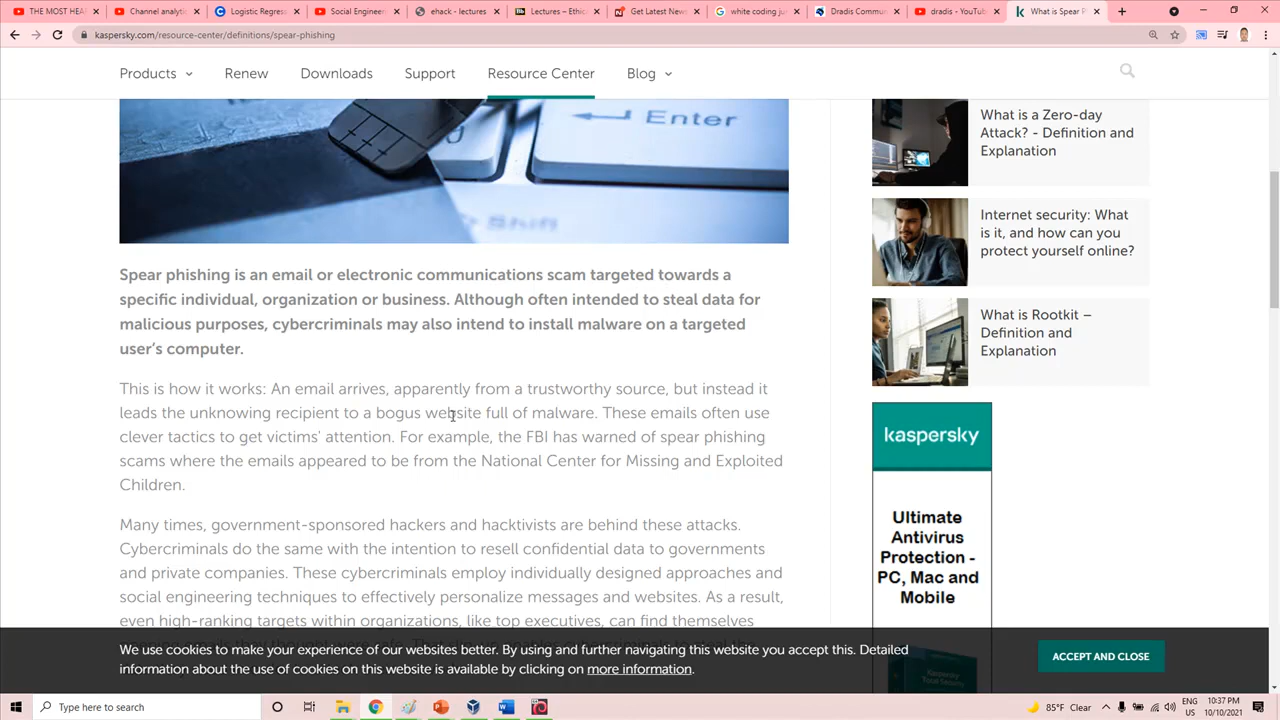 THE MOST HEA
Channel analytic
Logistic Regres
Social Enginee
ehack - lectures
Lectures – Ethic
Get Latest News
white coding ju
Dradis Commu
dradis - YouTub
What is Spear P
kaspersky.com/resource-center/definitions/spear-phishing
Products
Renew
Downloads
Support
Resource Center
Blog
Enter
Shift
What is a Zero-day
Attack? - Definition and
Explanation
Internet security: What
is it, and how can you
protect yourself online?
What is Rootkit –
Definition and
Explanation
Spear phishing is an email or electronic communications scam targeted towards a
specific individual, organization or business. Although often intended to steal data for
malicious purposes, cybercriminals may also intend to install malware on a targeted
user's computer.
This is how it works: An email arrives, apparently from a trustworthy source, but instead it
leads the unknowing recipient to a bogus website full of malware. These emails often use
clever tactics to get victims' attention. For example, the FBI has warned of spear phishing
scams where the emails appeared to be from the National Center for Missing and Exploited
Children.
Many times, government-sponsored hackers and hacktivists are behind these attacks.
Cybercriminals do the same with the intention to resell confidential data to governments
and private companies. These cybercriminals employ individually designed approaches and
social engineering techniques to effectively personalize messages and websites. As a result,
even high-ranking targets within organizations, like top executives, can find themselves
kaspersky
Ultimate
Antivirus
Protection -
PC, Mac and
Mobile
We use cookies to make your experience of our websites better. By using and further navigating this website you accept this. Detailed
information about the use of cookies on this website is available by clicking on more information.
ACCEPT AND CLOSE
Type here to search
85°F Clear
ENG
US
10:37 PM
10/10/2021